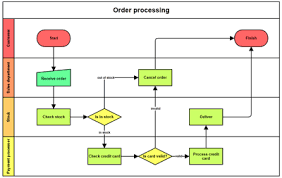 Order processing
Customer
Start
Finish
Sales department
Receive order
out of stock
Cancel order
Stock
Check stock
Is in stock
invalid
Deliver
in stock
Payment processor
Check credit card
Is card valid?
valid
Process credit
card